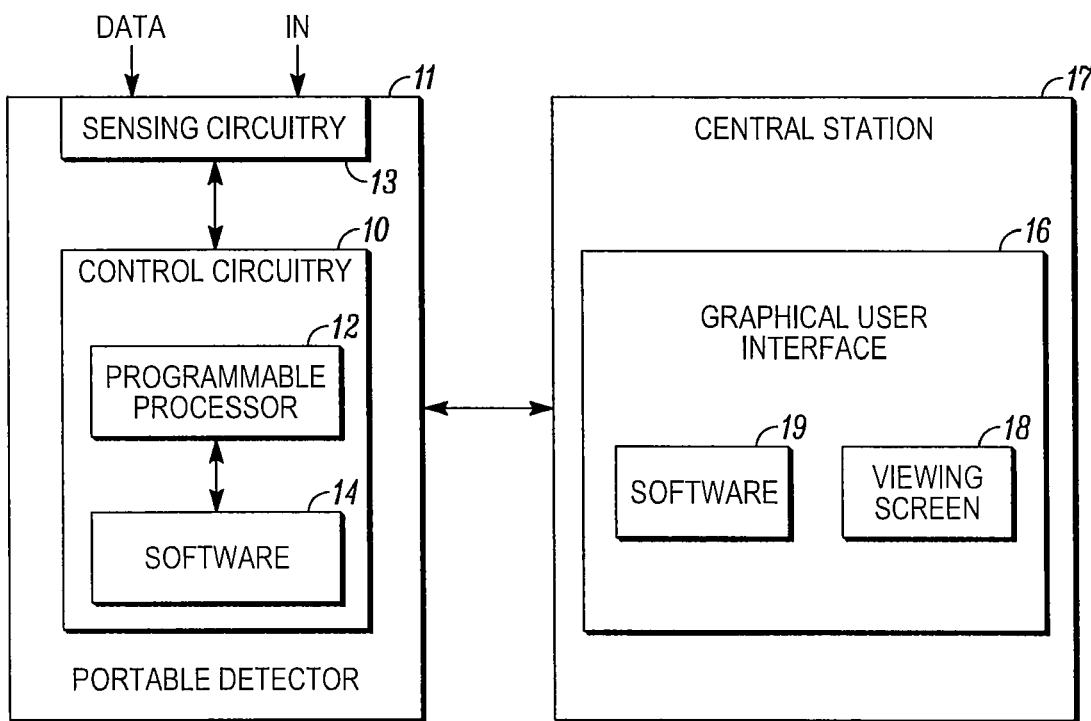 DATA IN
11
SENSING CIRCUITRY
13
10
CONTROL CIRCUITRY
12
PROGRAMMABLE
PROCESSOR
14
SOFTWARE
PORTABLE DETECTOR
17
CENTRAL STATION
16
GRAPHICAL USER
INTERFACE
19
SOFTWARE
18
VIEWING
SCREEN